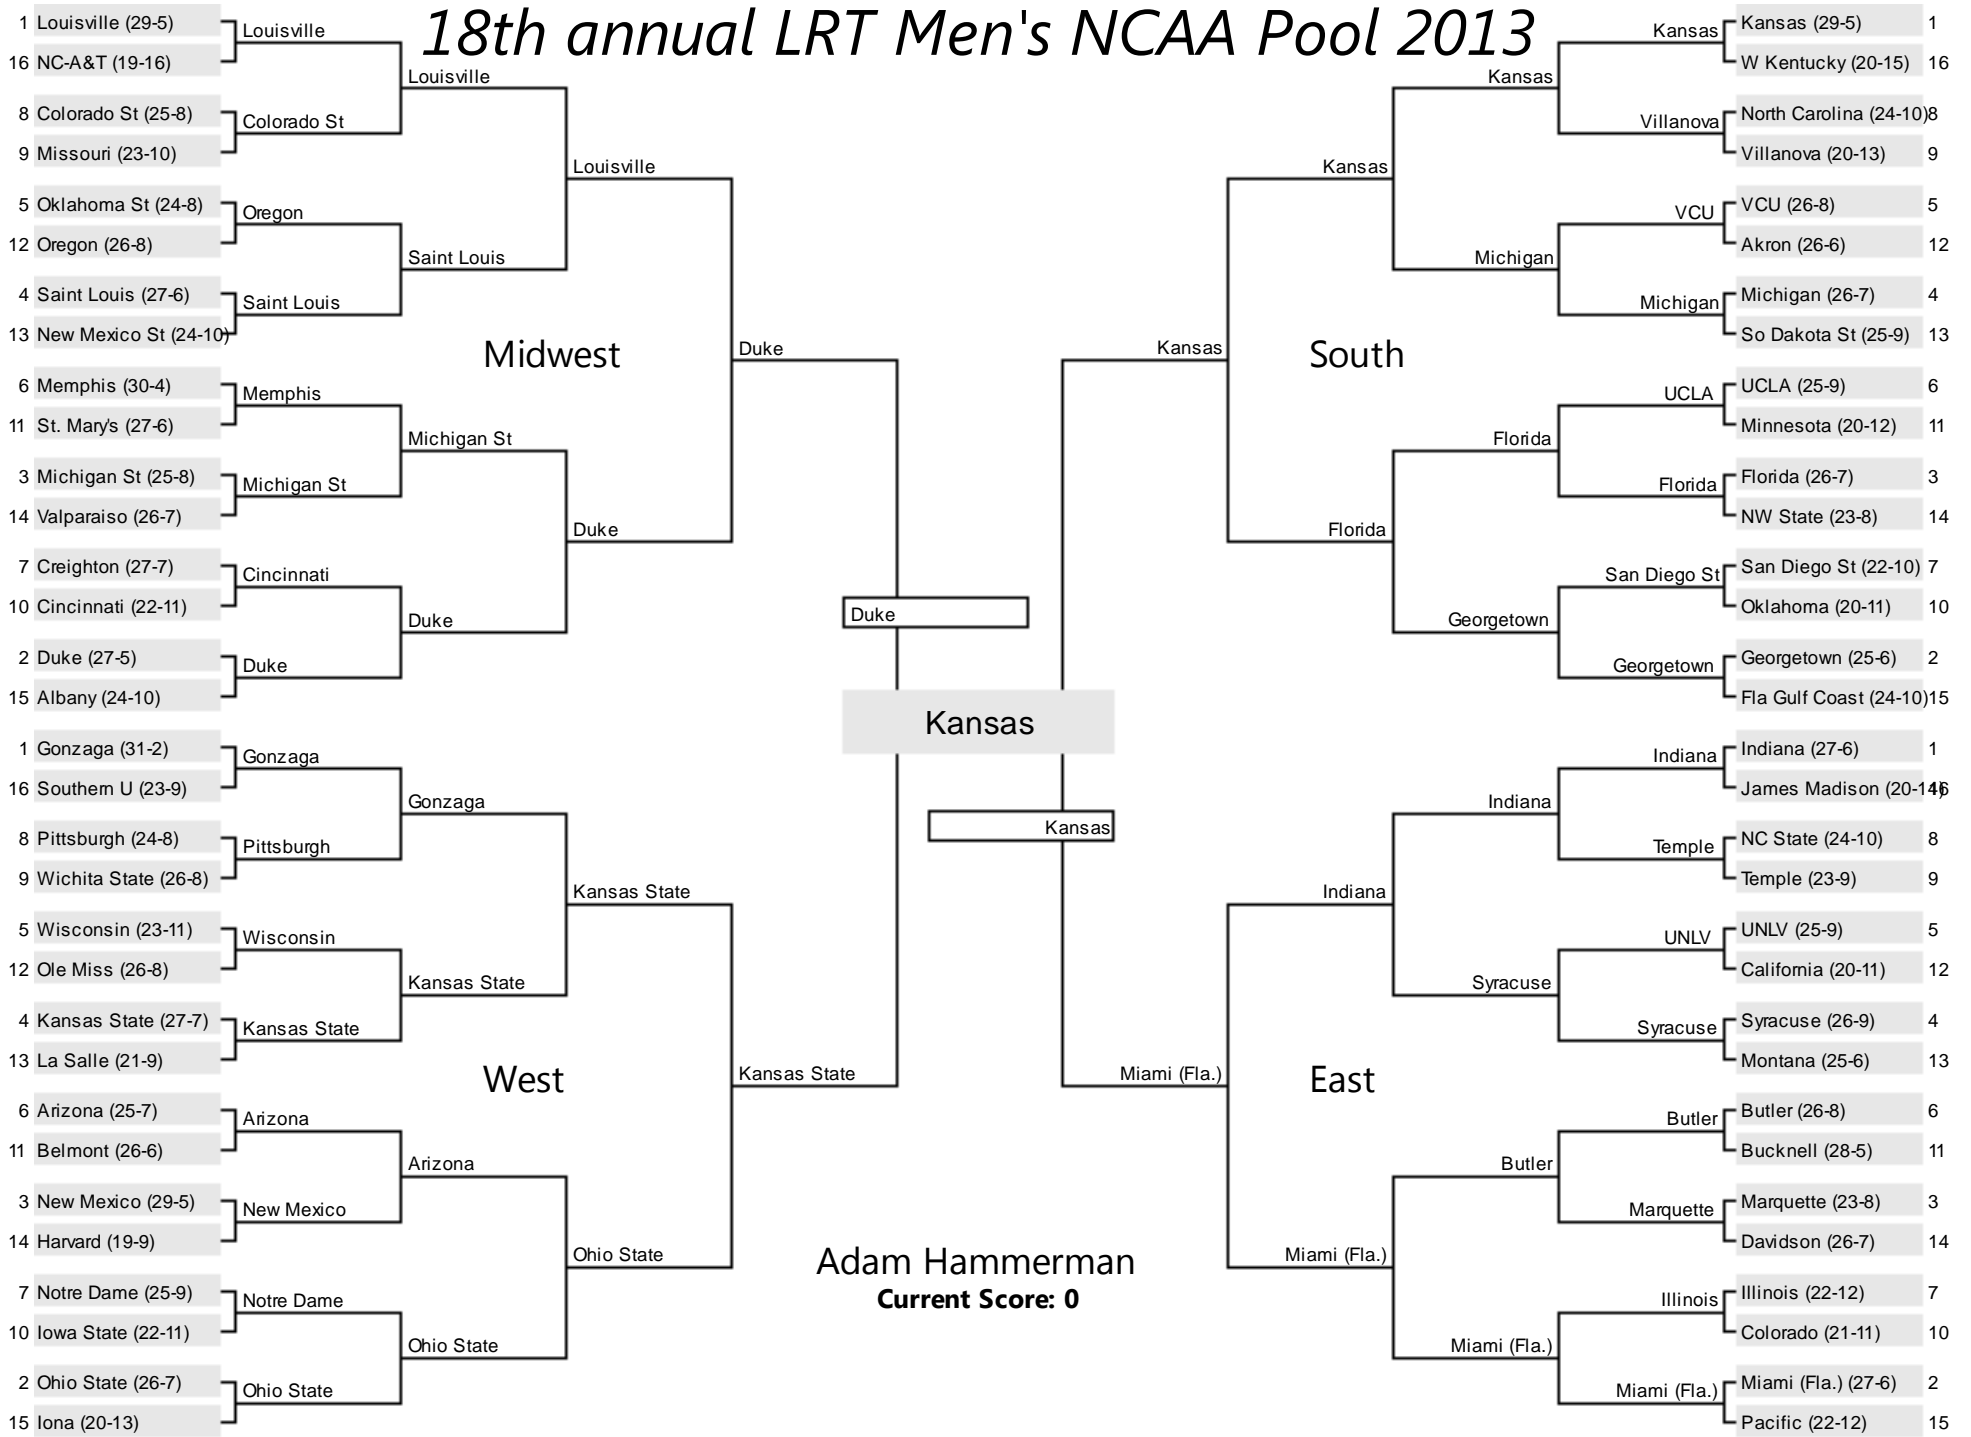 18th annual LRT Men's NCAA Pool 2013
1 Louisville (29-5)
16 NC-A&T (19-16)
8 Colorado St (25-8)
9 Missouri (23-10)
5 Oklahoma St (24-8)
12 Oregon (26-8)
4 Saint Louis (27-6)
13 New Mexico St (24-10)
6 Memphis (30-4)
11 St. Mary's (27-6)
3 Michigan St (25-8)
14 Valparaiso (26-7)
7 Creighton (27-7)
10 Cincinnati (22-11)
2 Duke (27-5)
15 Albany (24-10)
Louisville
Colorado St
Oregon
Saint Louis
Memphis
Michigan St
Cincinnati
Duke
Louisville
Saint Louis
Michigan St
Duke
Louisville
Duke
Midwest
Duke
1 Gonzaga (31-2)
16 Southern U (23-9)
8 Pittsburgh (24-8)
9 Wichita State (26-8)
5 Wisconsin (23-11)
12 Ole Miss (26-8)
4 Kansas State (27-7)
13 La Salle (21-9)
6 Arizona (25-7)
11 Belmont (26-6)
3 New Mexico (29-5)
14 Harvard (19-9)
7 Notre Dame (25-9)
10 Iowa State (22-11)
2 Ohio State (26-7)
15 Iona (20-13)
Gonzaga
Pittsburgh
Wisconsin
Kansas State
Arizona
New Mexico
Notre Dame
Ohio State
Gonzaga
Kansas State
Arizona
Ohio State
Kansas State
Ohio State
West
Kansas State
Duke
Kansas
Kansas
Adam Hammerman
Current Score: 0
Kansas
South
Kansas
Florida
Kansas
Michigan
Florida
Georgetown
Kansas
Villanova
VCU
Michigan
UCLA
Florida
San Diego St
Georgetown
Kansas (29-5) 1
W Kentucky (20-15) 16
North Carolina (24-10) 8
Villanova (20-13) 9
VCU (26-8) 5
Akron (26-6) 12
Michigan (26-7) 4
So Dakota St (25-9) 13
UCLA (25-9) 6
Minnesota (20-12) 11
Florida (26-7) 3
NW State (23-8) 14
San Diego St (22-10) 7
Oklahoma (20-11) 10
Georgetown (25-6) 2
Fla Gulf Coast (24-10) 15
Miami (Fla.)
East
Indiana
Miami (Fla.)
Indiana
Syracuse
Butler
Miami (Fla.)
Indiana
Temple
UNLV
Syracuse
Butler
Marquette
Illinois
Miami (Fla.)
Indiana (27-6) 1
James Madison (20-14) 16
NC State (24-10) 8
Temple (23-9) 9
UNLV (25-9) 5
California (20-11) 12
Syracuse (26-9) 4
Montana (25-6) 13
Butler (26-8) 6
Bucknell (28-5) 11
Marquette (23-8) 3
Davidson (26-7) 14
Illinois (22-12) 7
Colorado (21-11) 10
Miami (Fla.) (27-6) 2
Pacific (22-12) 15